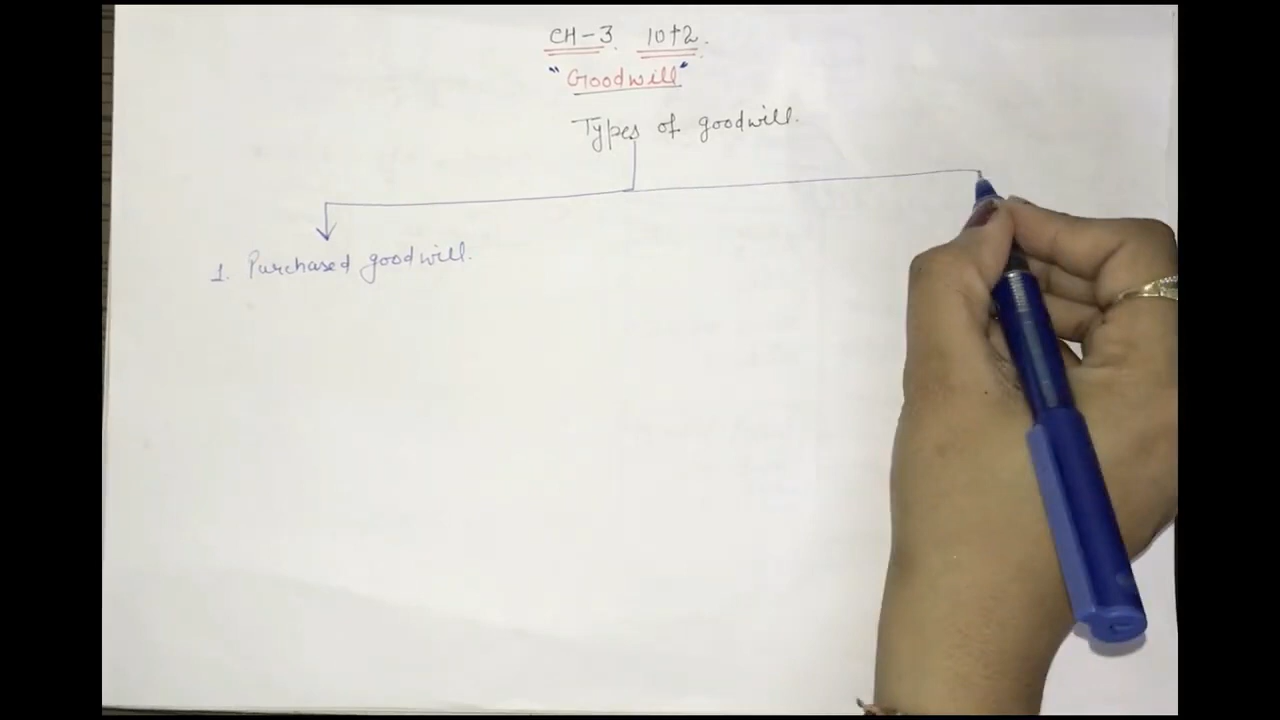 CH-3. 10+2.
"Goodwill"
Types of goodwill.
1. Purchased goodwill.